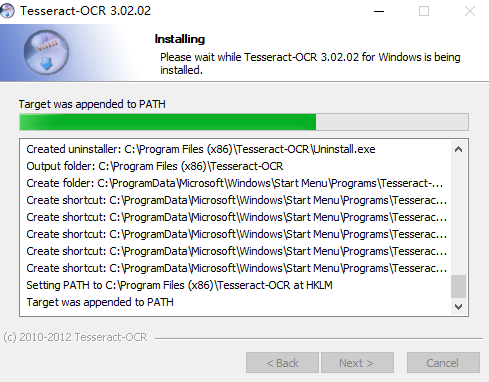 Tesseract-OCR 3.02.02
Installing
Please wait while Tesseract-OCR 3.02.02 for Windows is being
installed.
Target was appended to PATH
Created uninstaller: C:\Program Files (x86)\Tesseract-OCR\Uninstall.exe
Output folder: C:\Program Files (x86)\Tesseract-OCR
Create folder: C:\ProgramData\Microsoft\Windows\Start Menu\Programs\Tesseract-...
Create shortcut: C:\ProgramData\Microsoft\Windows\Start Menu\Programs\Tesserac...
Create shortcut: C:\ProgramData\Microsoft\Windows\Start Menu\Programs\Tesserac...
Create shortcut: C:\ProgramData\Microsoft\Windows\Start Menu\Programs\Tesserac...
Create shortcut: C:\ProgramData\Microsoft\Windows\Start Menu\Programs\Tesserac...
Create shortcut: C:\ProgramData\Microsoft\Windows\Start Menu\Programs\Tesserac...
Setting PATH to C:\Program Files (x86)\Tesseract-OCR at HKLM
Target was appended to PATH
(c) 2010-2012 Tesseract-OCR
< Back
Next >
Cancel